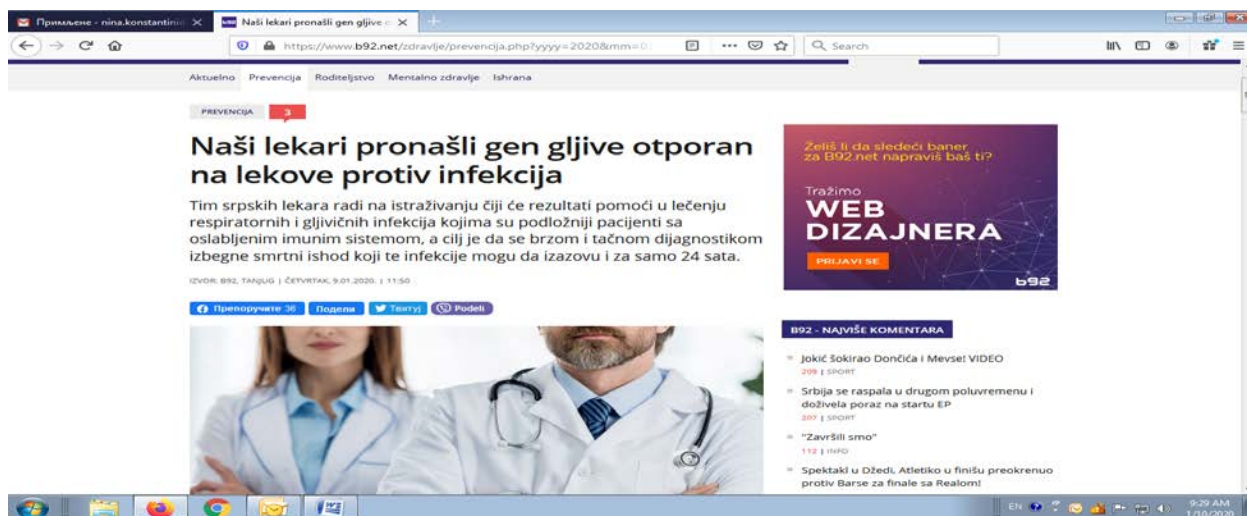 Примљене - nina.konstantini
Naši lekari pronašli gen gljive o
https://www.b92.net/zdravlje/prevencija.php?yyyy=2020&mm=0
Search
Aktuelno Prevencija Roditeljstvo Mentalno zdravlje Ishrana
PREVENCIJA 3
Naši lekari pronašli gen gljive otporan
na lekove protiv infekcija
Tim srpskih lekara radi na istraživanju čiji će rezultati pomoći u lečenju
respiratornih i gljivičnih infekcija kojima su podložniji pacijenti sa
oslabljenim imunim sistemom, a cilj je da se brzom i tačnom dijagnostikom
izbegne smrtni ishod koji te infekcije mogu da izazovu i za samo 24 sata.
IZVOR: B92, TANJUG | ČETVRTAK, 9.01.2020. | 11:50
Препоручите 36 Подели Твитуј Podeli
Želiš li da sledeći baner
za B92.net napraviš baš ti?
Tražimo
WEB
DIZAJNERA
PRIJAVI SE
b92
B92 - NAJVIŠE KOMENTARA
Jokić šokirao Dončića i Mevse! VIDEO
209 | SPORT
Srbija se raspala u drugom poluvremenu i
doživela poraz na startu EP
207 | SPORT
"Završili smo"
112 | INFO
Spektakl u Džedi, Atletiko u finišu preokrenuo
protiv Barse za finale sa Realom!
EN
9:29 AM
1/10/2020